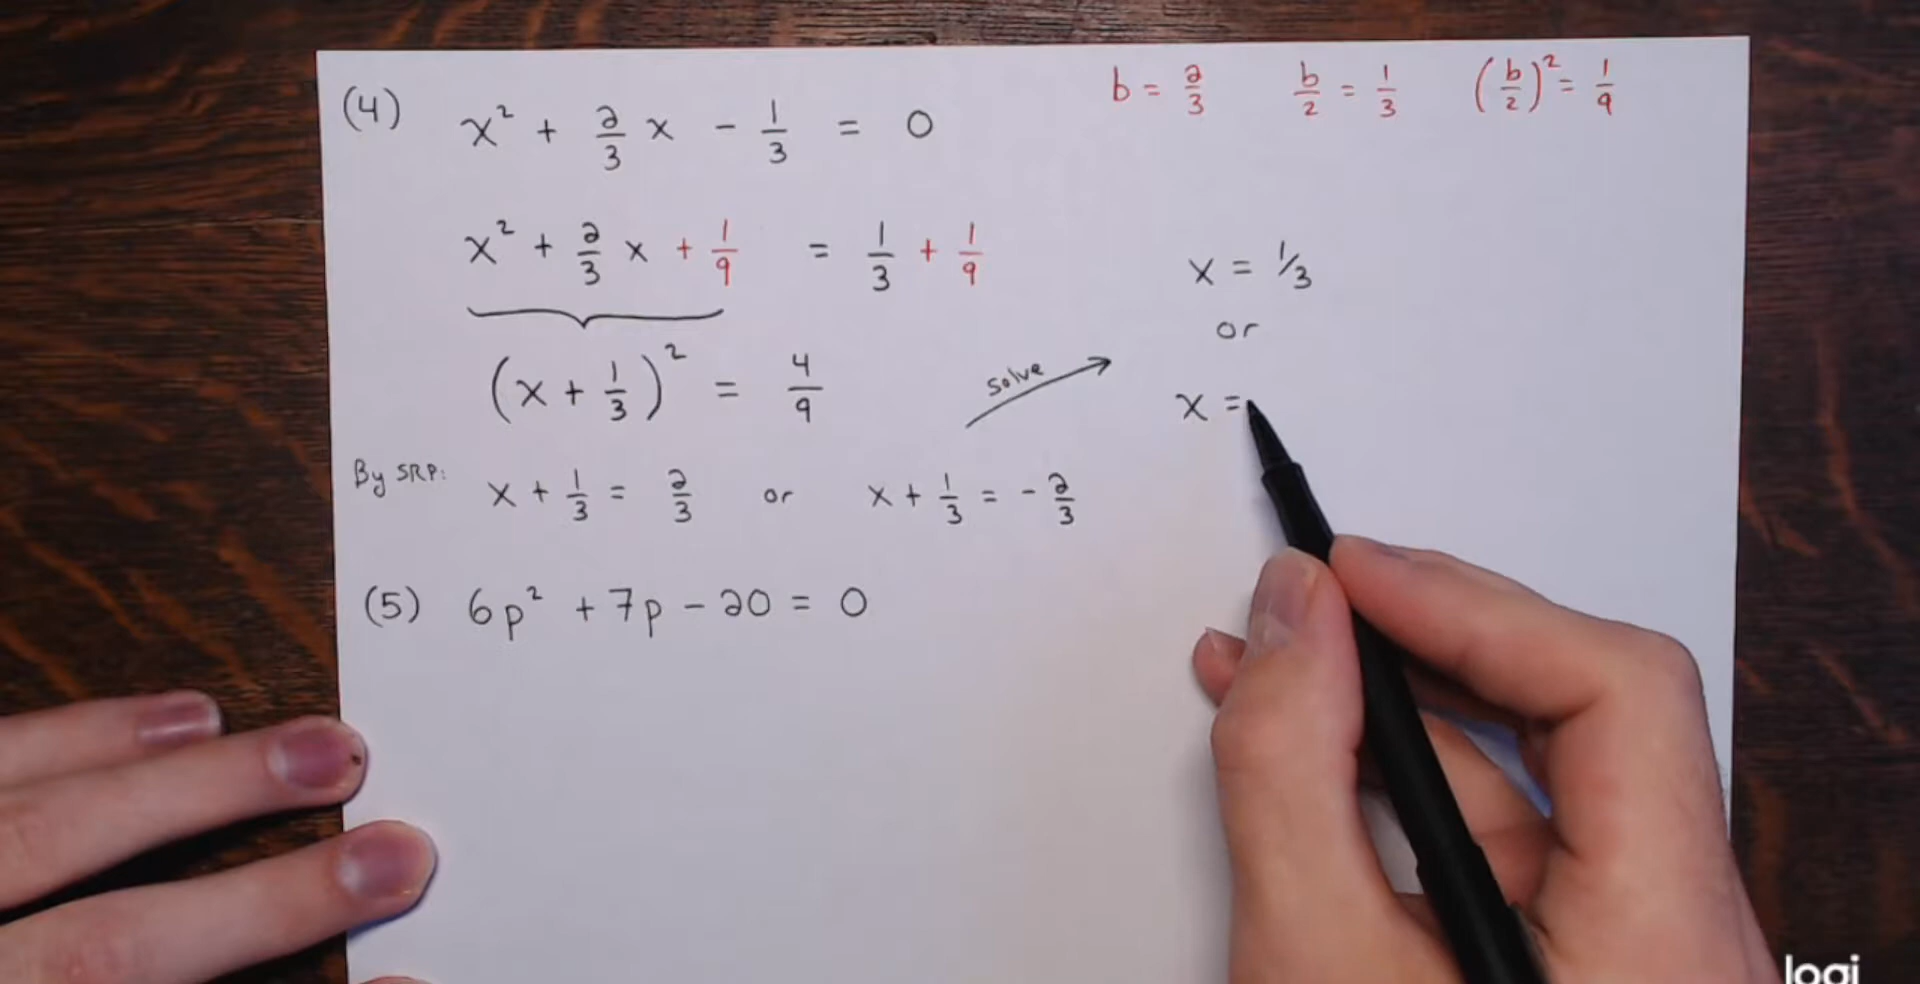 (4) x² + 2/3 x - 1/3 = 0
b = 2/3 b/2 = 1/3 (b/2)² = 1/9
x² + 2/3 x + 1/9 = 1/3 + 1/9
(x + 1/3)² = 4/9
By SRP: x + 1/3 = 2/3 or x + 1/3 = - 2/3
solve
x = 1/3
or
x =
(5) 6p² + 7p - 20 = 0
logi